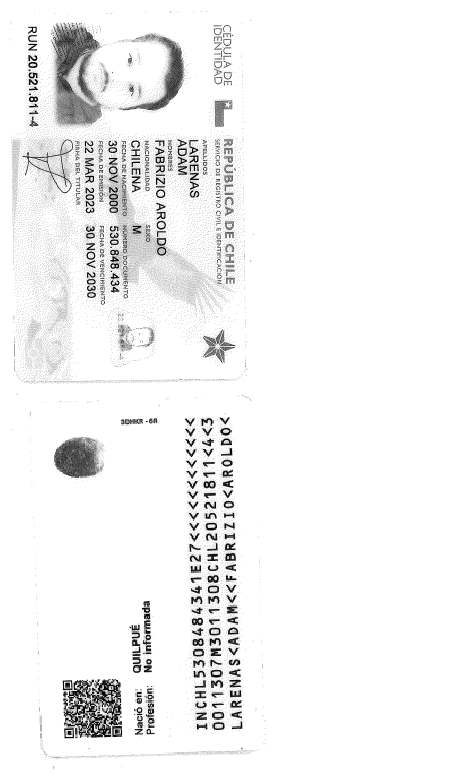 CÉDULA DE
IDENTIDAD
REPÚBLICA DE CHILE
SERVICIO DE REGISTRO CIVIL E IDENTIFICACIÓN
APELLIDOS
LARENAS
ADAM
NOMBRES
FABRIZIO AROLDO
NACIONALIDAD SEXO
CHILENA M
FECHA DE NACIMIENTO NÚMERO DOCUMENTO
30 NOV 2000 530.848.434
FECHA DE EMISIÓN FECHA DE VENCIMIENTO
22 MAR 2023 30 NOV 2030
FIRMA DEL TITULAR
RUN 20.521.811-4
Nació en: QUILPUÉ
Profesión: No informada
INCHL5308484341E27<<<<<<<<<<<<
0011307M3011308CHL20521811<4<3
LARENAS<ADAM<<FABRIZIO<AROLDO<